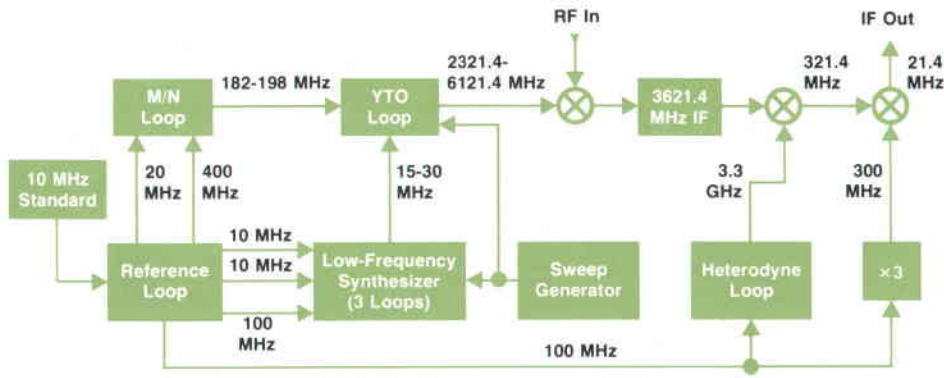 RF In
IF Out
2321.4-
6121.4 MHz
321.4
MHz
21.4
MHz
182-198 MHz
M/N
Loop
YTO
Loop
3621.4
MHz IF
20
MHz
400
MHz
15-30
MHz
3.3
GHz
300
MHz
10 MHz
Standard
10 MHz
10 MHz
100
MHz
Reference
Loop
Low-Frequency
Synthesizer
(3 Loops)
Sweep
Generator
Heterodyne
Loop
×3
100 MHz